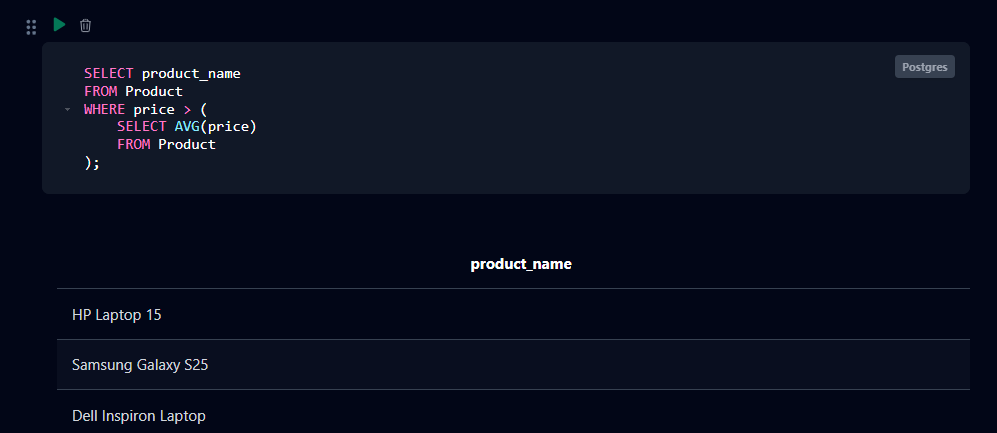 Postgres
SELECT product_name
FROM Product
WHERE price > (
    SELECT AVG(price)
    FROM Product
);
product_name
HP Laptop 15
Samsung Galaxy S25
Dell Inspiron Laptop